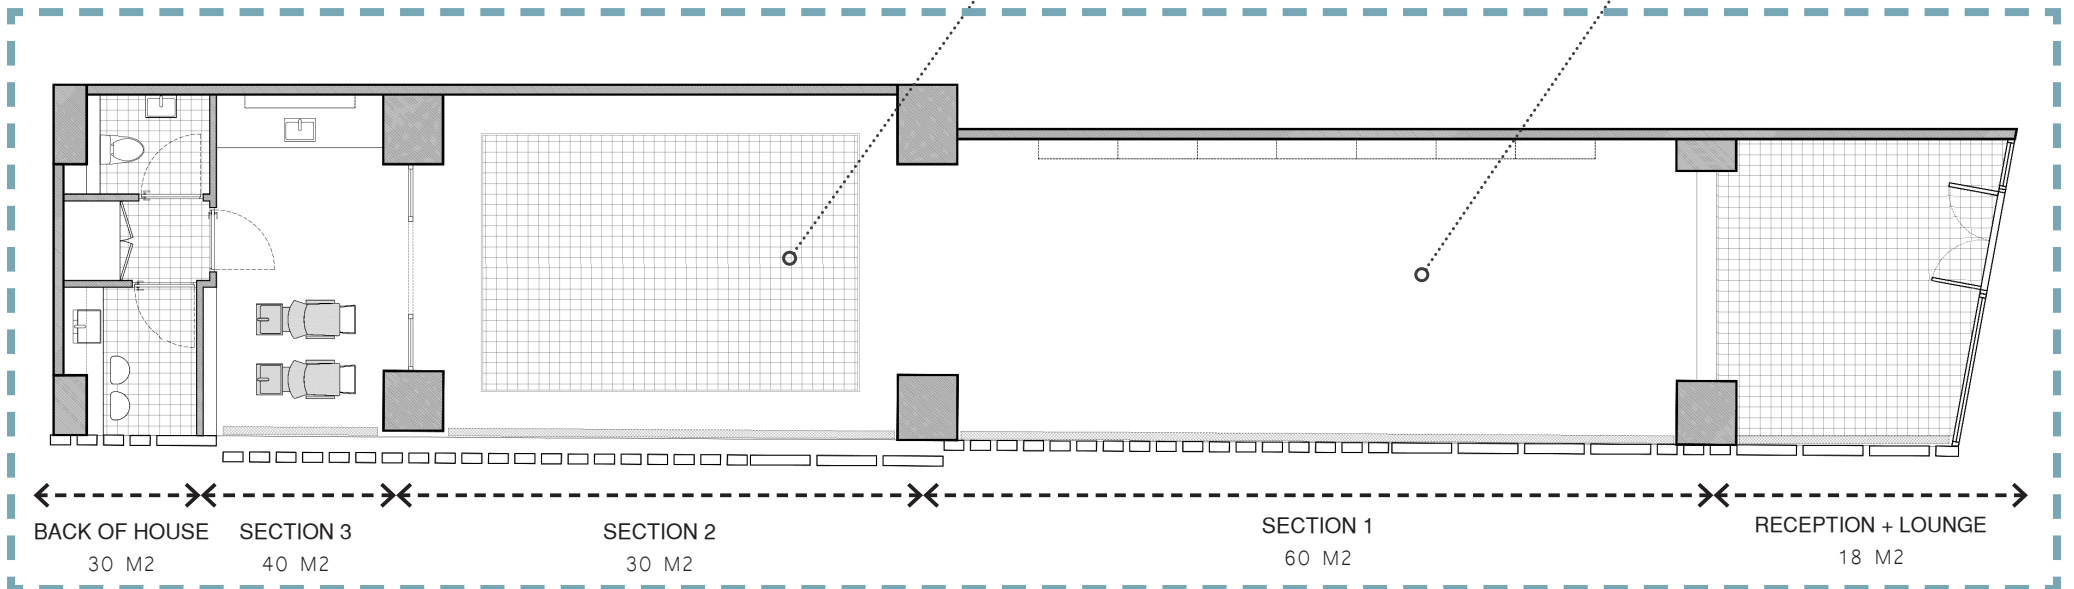 BACK OF HOUSE
30 M2
SECTION 3
40 M2
SECTION 2
30 M2
SECTION 1
60 M2
RECEPTION + LOUNGE
18 M2